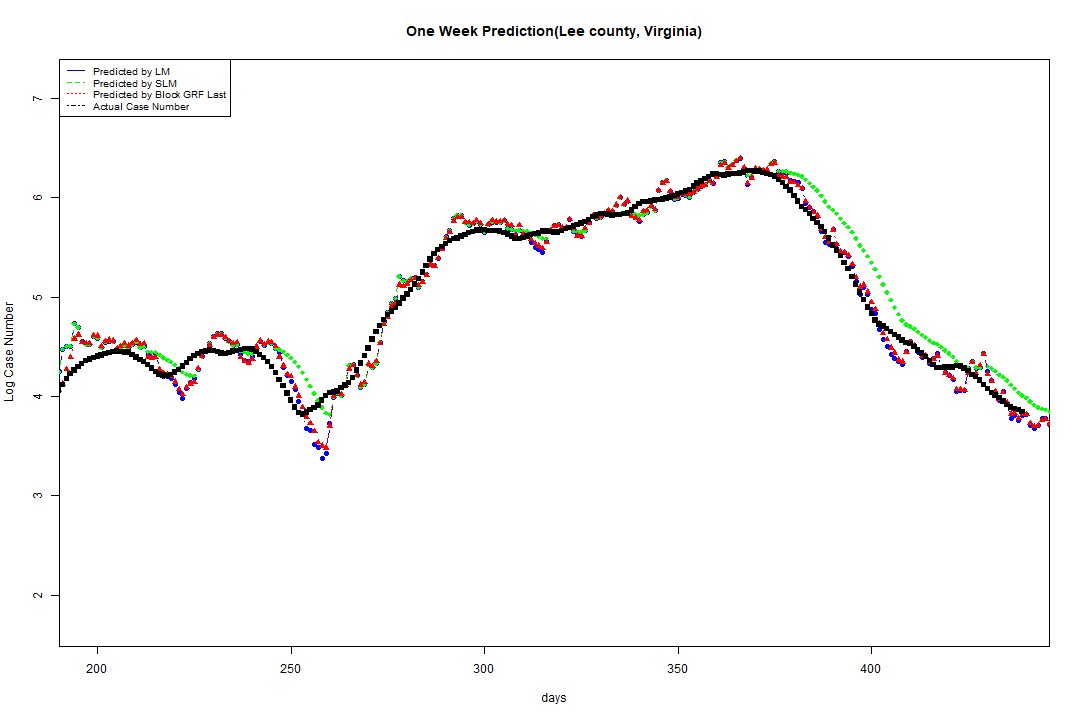 One Week Prediction(Lee county, Virginia)
Predicted by LM
Predicted by SLM
Predicted by Block GRF Last
Actual Case Number
Log Case Number
7
6
5
4
3
2
200
250
300
350
400
days